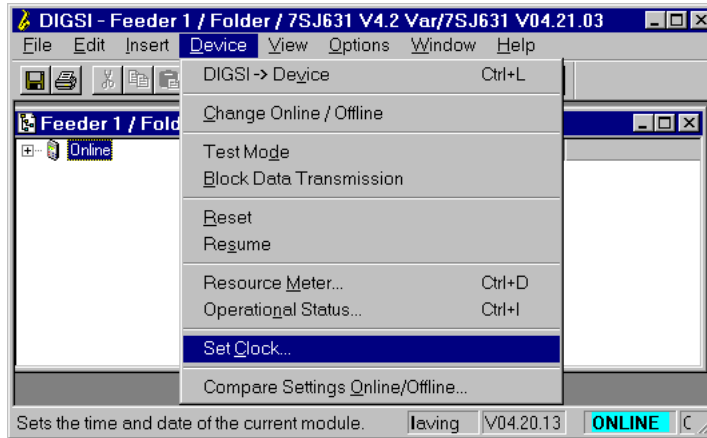 DIGSI - Feeder 1 / Folder / 7SJ631 V4.2 Var/7SJ631 V04.21.03
File Edit Insert Device View Options Window Help
DIGSI -> Device Ctrl+L
Change Online / Offline
Feeder 1 / Fold
Online
Test Mode
Block Data Transmission
Reset
Resume
Resource Meter... Ctrl+D
Operational Status... Ctrl+I
Set Clock...
Compare Settings Online/Offline...
Sets the time and date of the current module. laving V04.20.13 ONLINE C